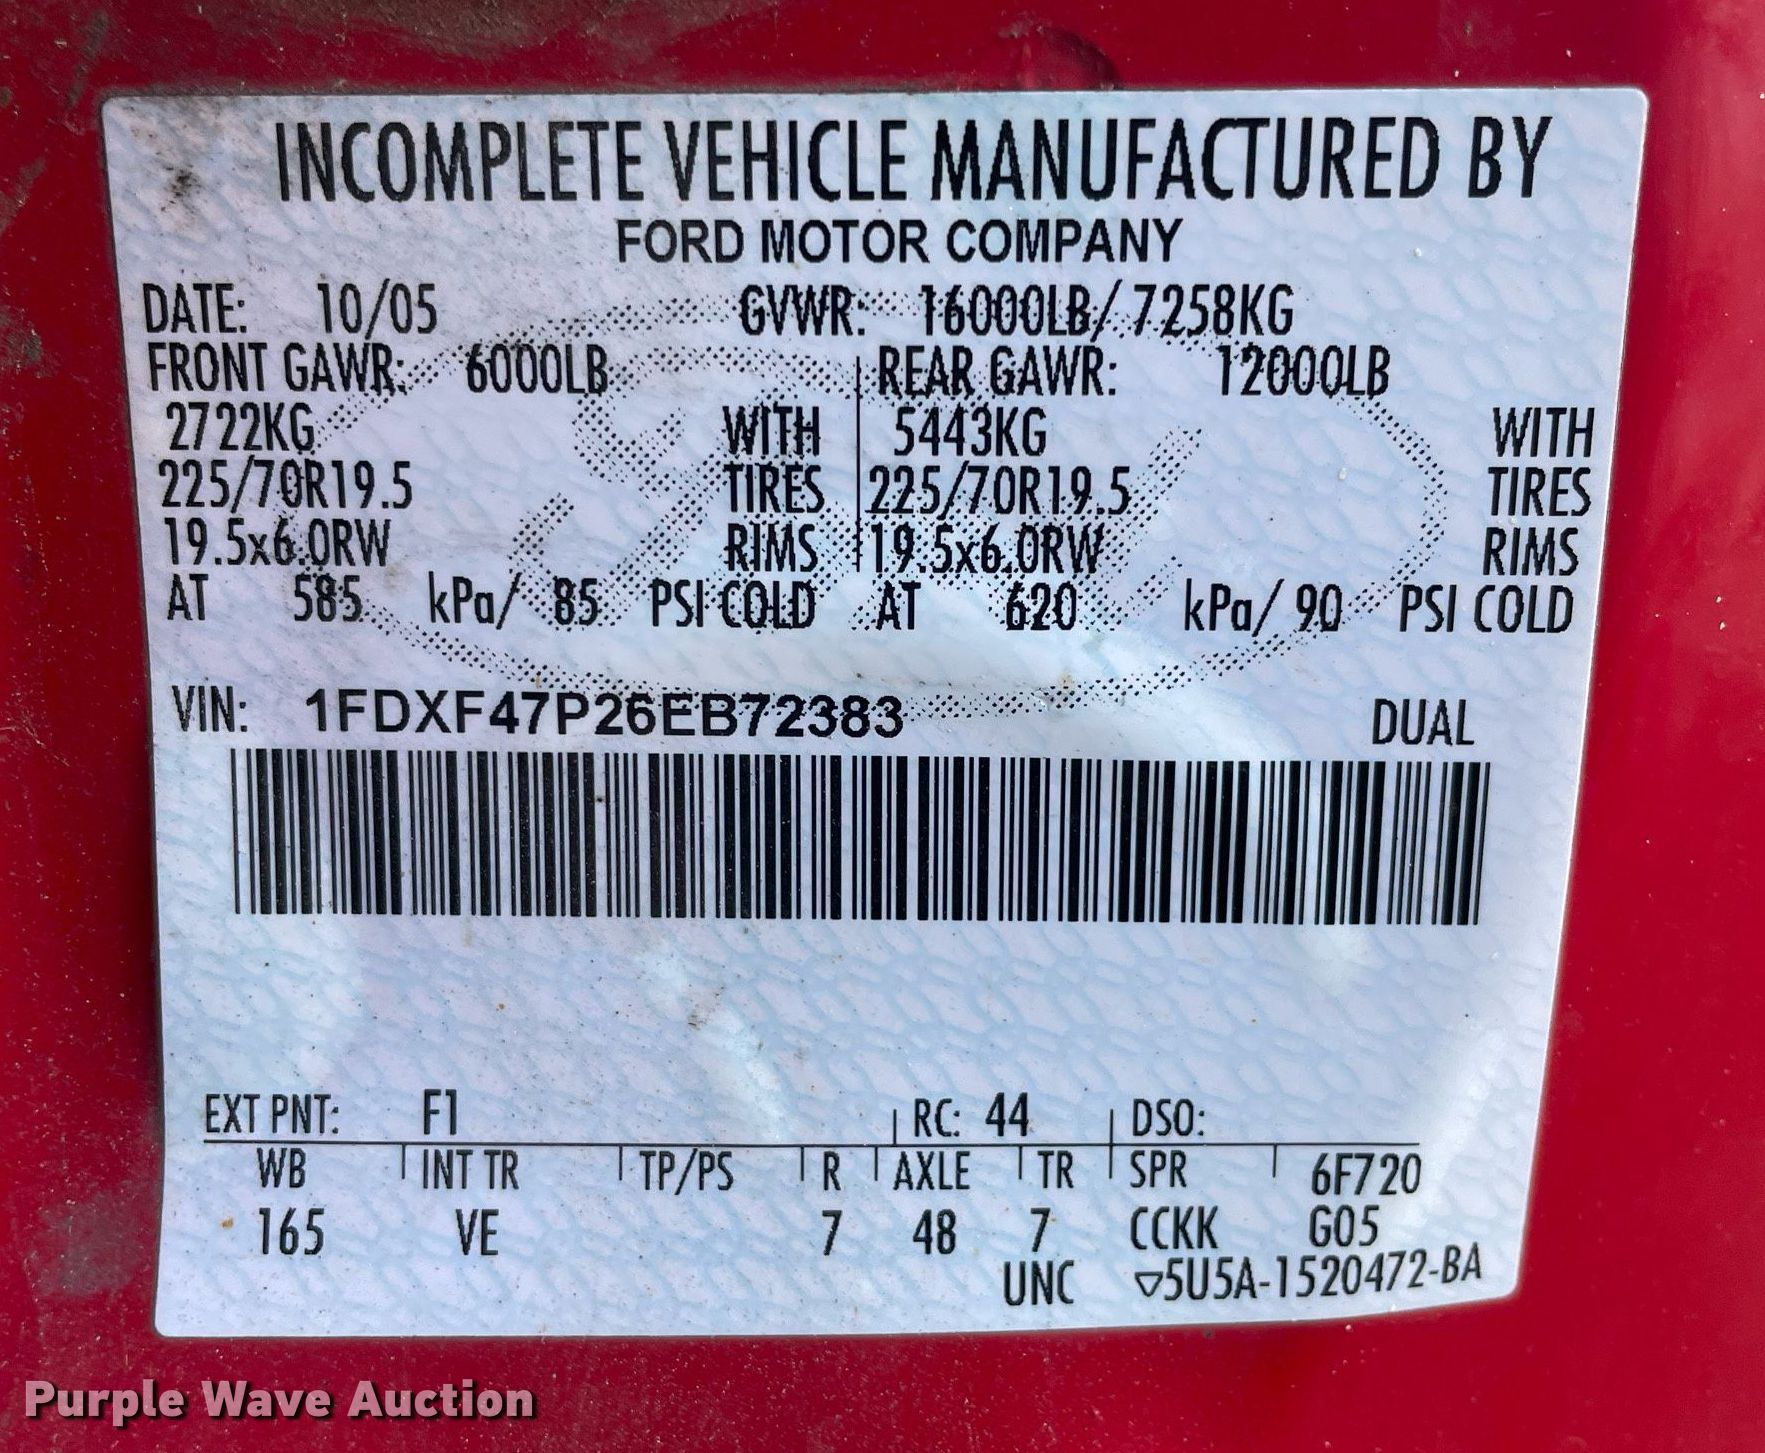 INCOMPLETE VEHICLE MANUFACTURED BY
FORD MOTOR COMPANY
DATE: 10/05 GVWR: 16000LB/ 7258KG
FRONT GAWR: 6000LB REAR GAWR: 12000LB
2722KG WITH 5443KG WITH
225/70R19.5 TIRES 225/70R19.5 TIRES
19.5x6.0RW RIMS 19.5x6.0RW RIMS
AT 585 kPa/ 85 PSI COLD AT 620 kPa/ 90 PSI COLD
VIN: 1FDXF47P26EB72383 DUAL
EXT PNT: F1 RC: 44 DSO:
WB INT TR TP/PS R AXLE TR SPR 6F720
165 VE 7 48 7 CCKK G05
UNC ▽5U5A-1520472-BA
Purple Wave Auction